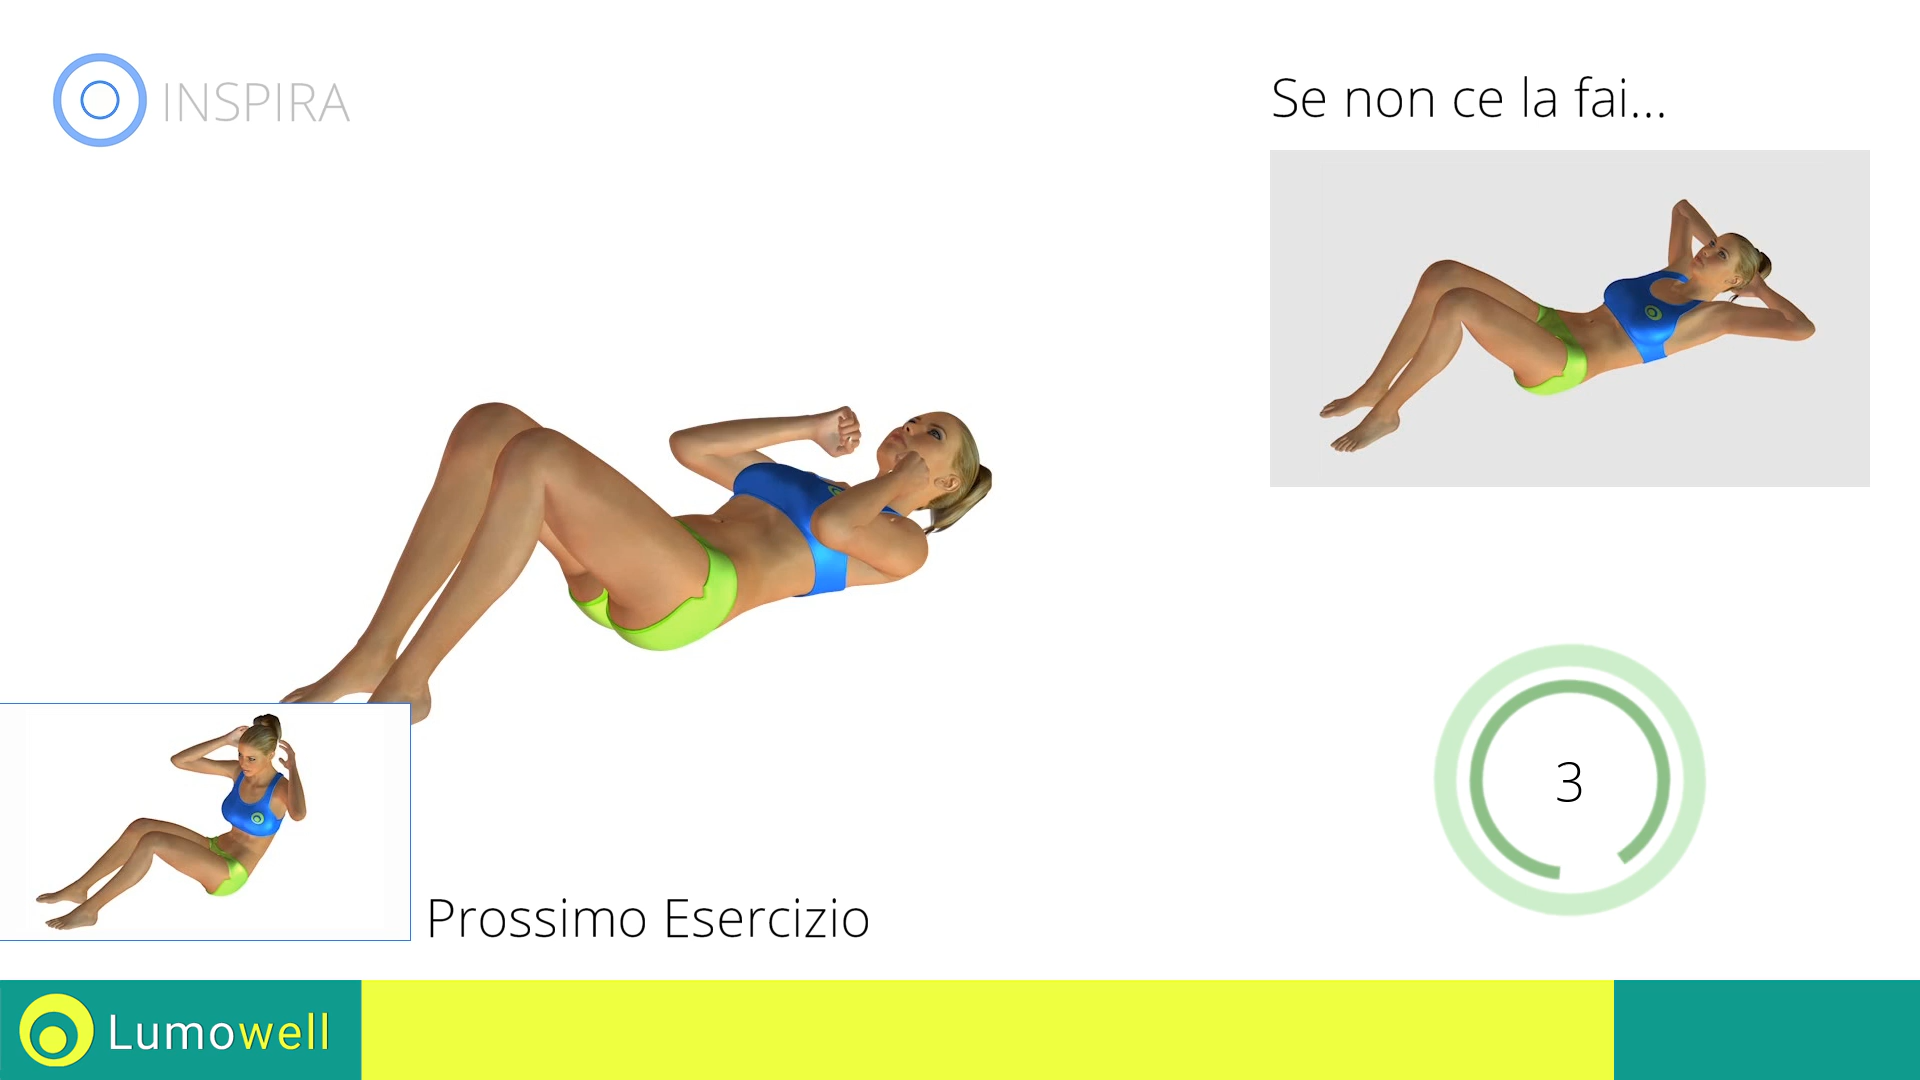 INSPIRA
Se non ce la fai...
3
Prossimo Esercizio
Lumowell